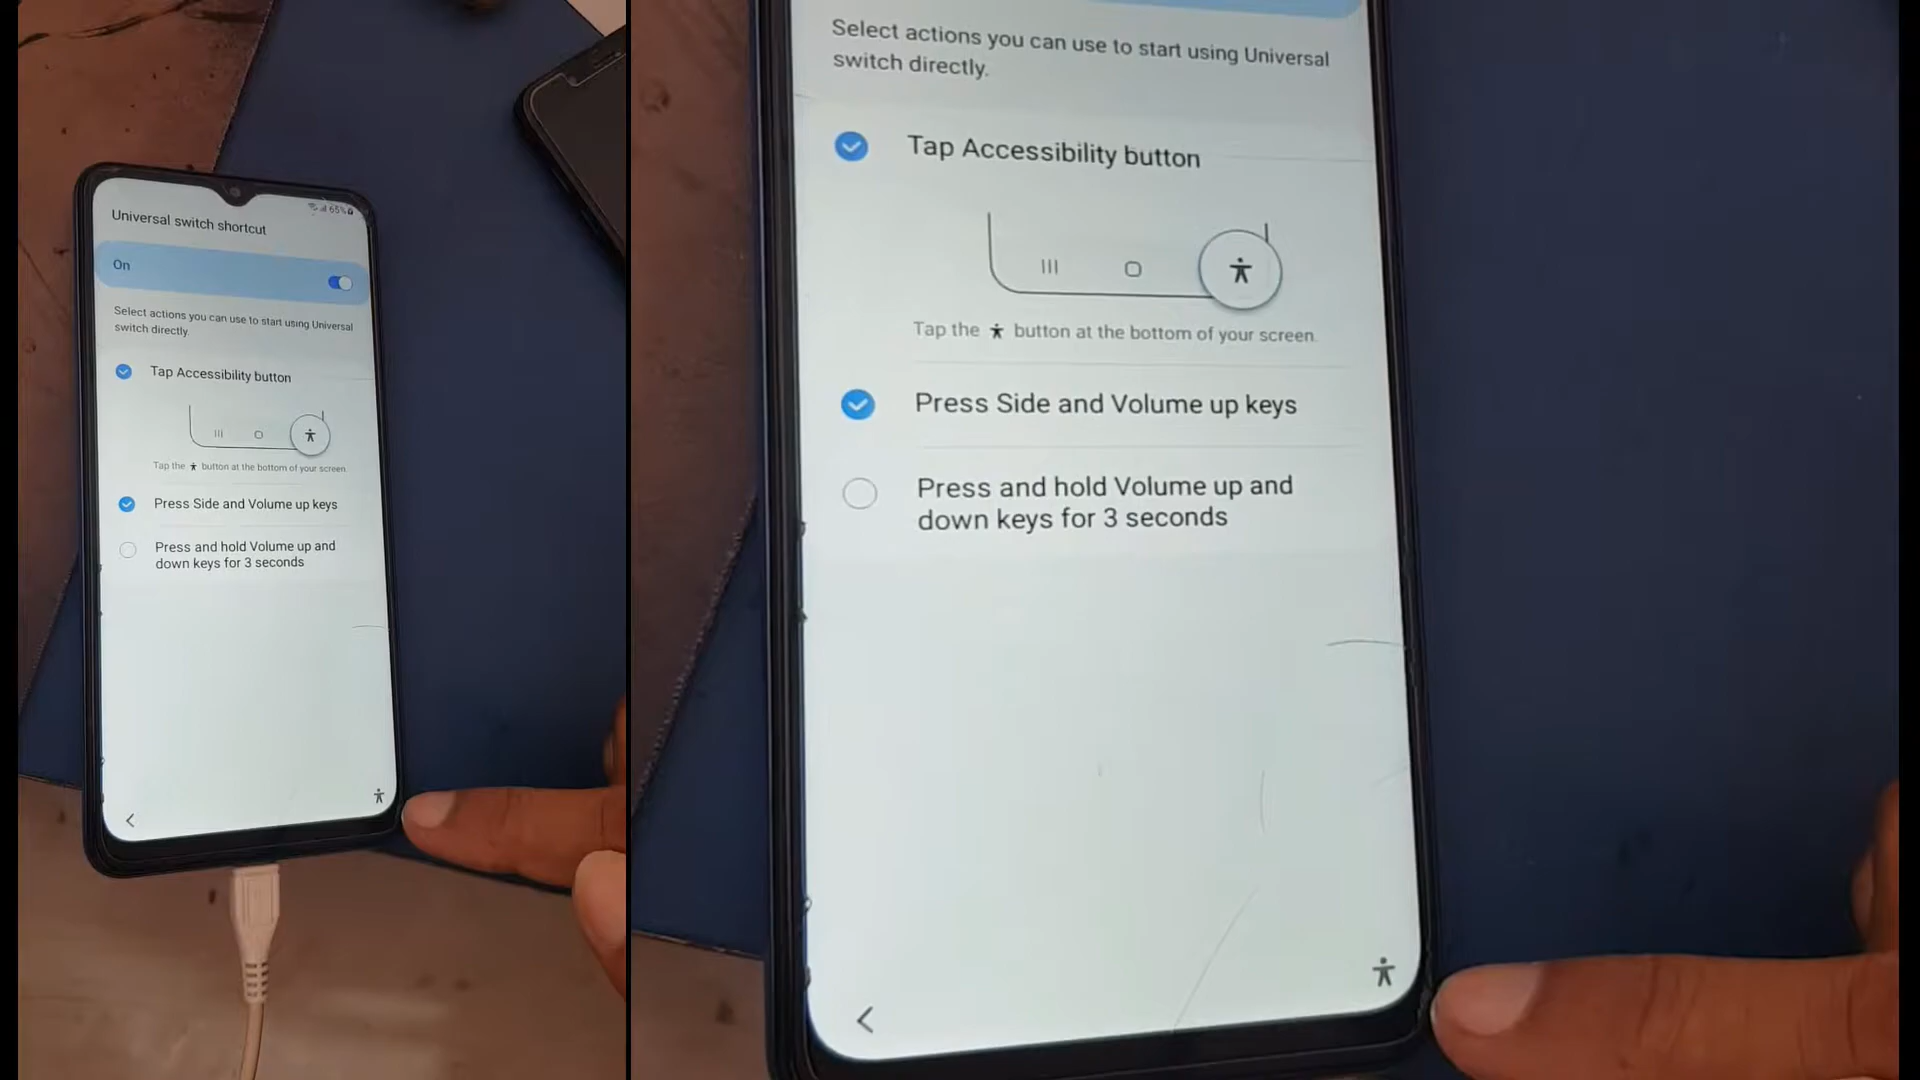 65%
Universal switch shortcut
On
Select actions you can use to start using Universal
switch directly.
Tap Accessibility button
Tap the button at the bottom of your screen.
Press Side and Volume up keys
Press and hold Volume up and
down keys for 3 seconds
Select actions you can use to start using Universal
switch directly.
Tap Accessibility button
Tap the button at the bottom of your screen.
Press Side and Volume up keys
Press and hold Volume up and
down keys for 3 seconds